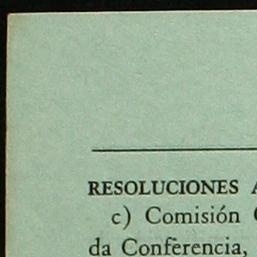 RESOLUCIONES A
c) Comisión
da Conferencia,